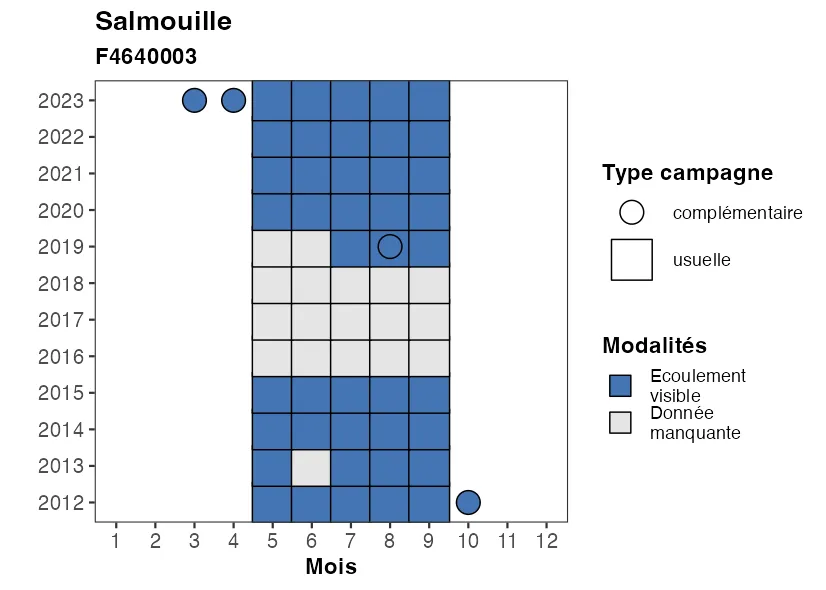 Salmouille
F4640003
2023
2022
2021
2020
2019
2018
2017
2016
2015
2014
2013
2012
1 2 3 4 5 6 7 8 9 10 11 12
Mois
Type campagne
complémentaire
usuelle
Modalités
Ecoulement
visible
Donnée
manquante